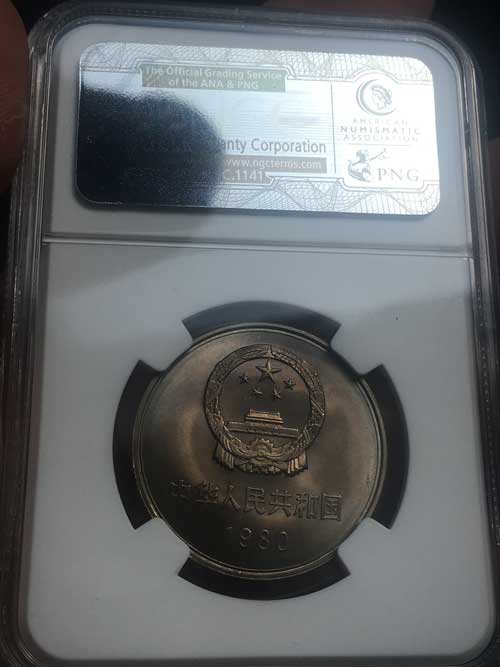 The Official Grading Service
of the ANA & PNG
AMERICAN
NUMISMATIC
ASSOCIATION
PNG
Corporation
www.ngcterms.com
C.1141
中华人民共和国
1980